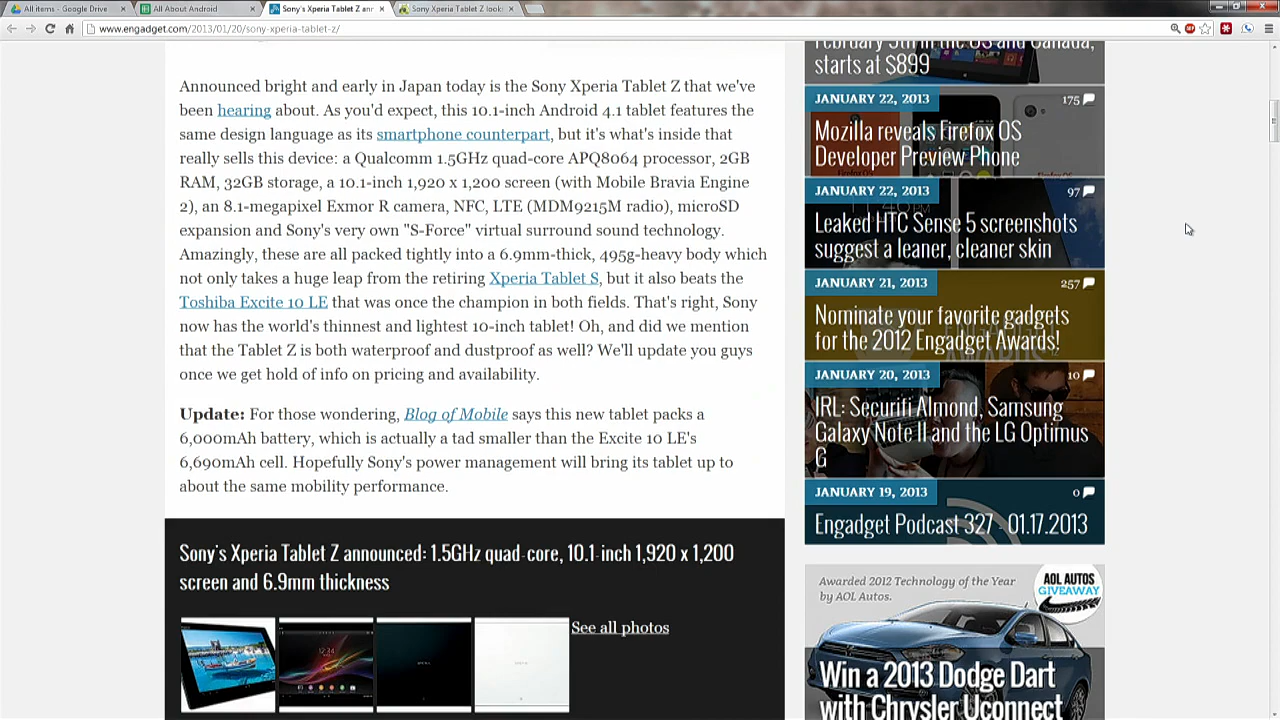 All items - Google Drive
All About Android
Sony's Xperia Tablet Z ann
Sony Xperia Tablet Z looki
www.engadget.com/2013/01/20/sony-xperia-tablet-z/
Announced bright and early in Japan today is the Sony Xperia Tablet Z that we've
been hearing about. As you'd expect, this 10.1-inch Android 4.1 tablet features the
same design language as its smartphone counterpart, but it's what's inside that
really sells this device: a Qualcomm 1.5GHz quad-core APQ8064 processor, 2GB
RAM, 32GB storage, a 10.1-inch 1,920 x 1,200 screen (with Mobile Bravia Engine
2), an 8.1-megapixel Exmor R camera, NFC, LTE (MDM9215M radio), microSD
expansion and Sony's very own "S-Force" virtual surround sound technology.
Amazingly, these are all packed tightly into a 6.9mm-thick, 495g-heavy body which
not only takes a huge leap from the retiring Xperia Tablet S, but it also beats the
Toshiba Excite 10 LE that was once the champion in both fields. That's right, Sony
now has the world's thinnest and lightest 10-inch tablet! Oh, and did we mention
that the Tablet Z is both waterproof and dustproof as well? We'll update you guys
once we get hold of info on pricing and availability.
Update: For those wondering, Blog of Mobile says this new tablet packs a
6,000mAh battery, which is actually a tad smaller than the Excite 10 LE's
6,690mAh cell. Hopefully Sony's power management will bring its tablet up to
about the same mobility performance.
Sony's Xperia Tablet Z announced: 1.5GHz quad-core, 10.1-inch 1,920 x 1,200
screen and 6.9mm thickness
See all photos
February 9th in the US and Canada,
starts at $899
JANUARY 22, 2013
175
Mozilla reveals Firefox OS
Developer Preview Phone
JANUARY 22, 2013
97
Leaked HTC Sense 5 screenshots
suggest a leaner, cleaner skin
JANUARY 21, 2013
257
Nominate your favorite gadgets
for the 2012 Engadget Awards!
JANUARY 20, 2013
10
IRL: Securifi Almond, Samsung
Galaxy Note II and the LG Optimus
G
JANUARY 19, 2013
0
Engadget Podcast 327 - 01.17.2013
Awarded 2012 Technology of the Year
by AOL Autos.
AOL AUTOS
GIVEAWAY
Win a 2013 Dodge Dart
with Chrysler Uconnect